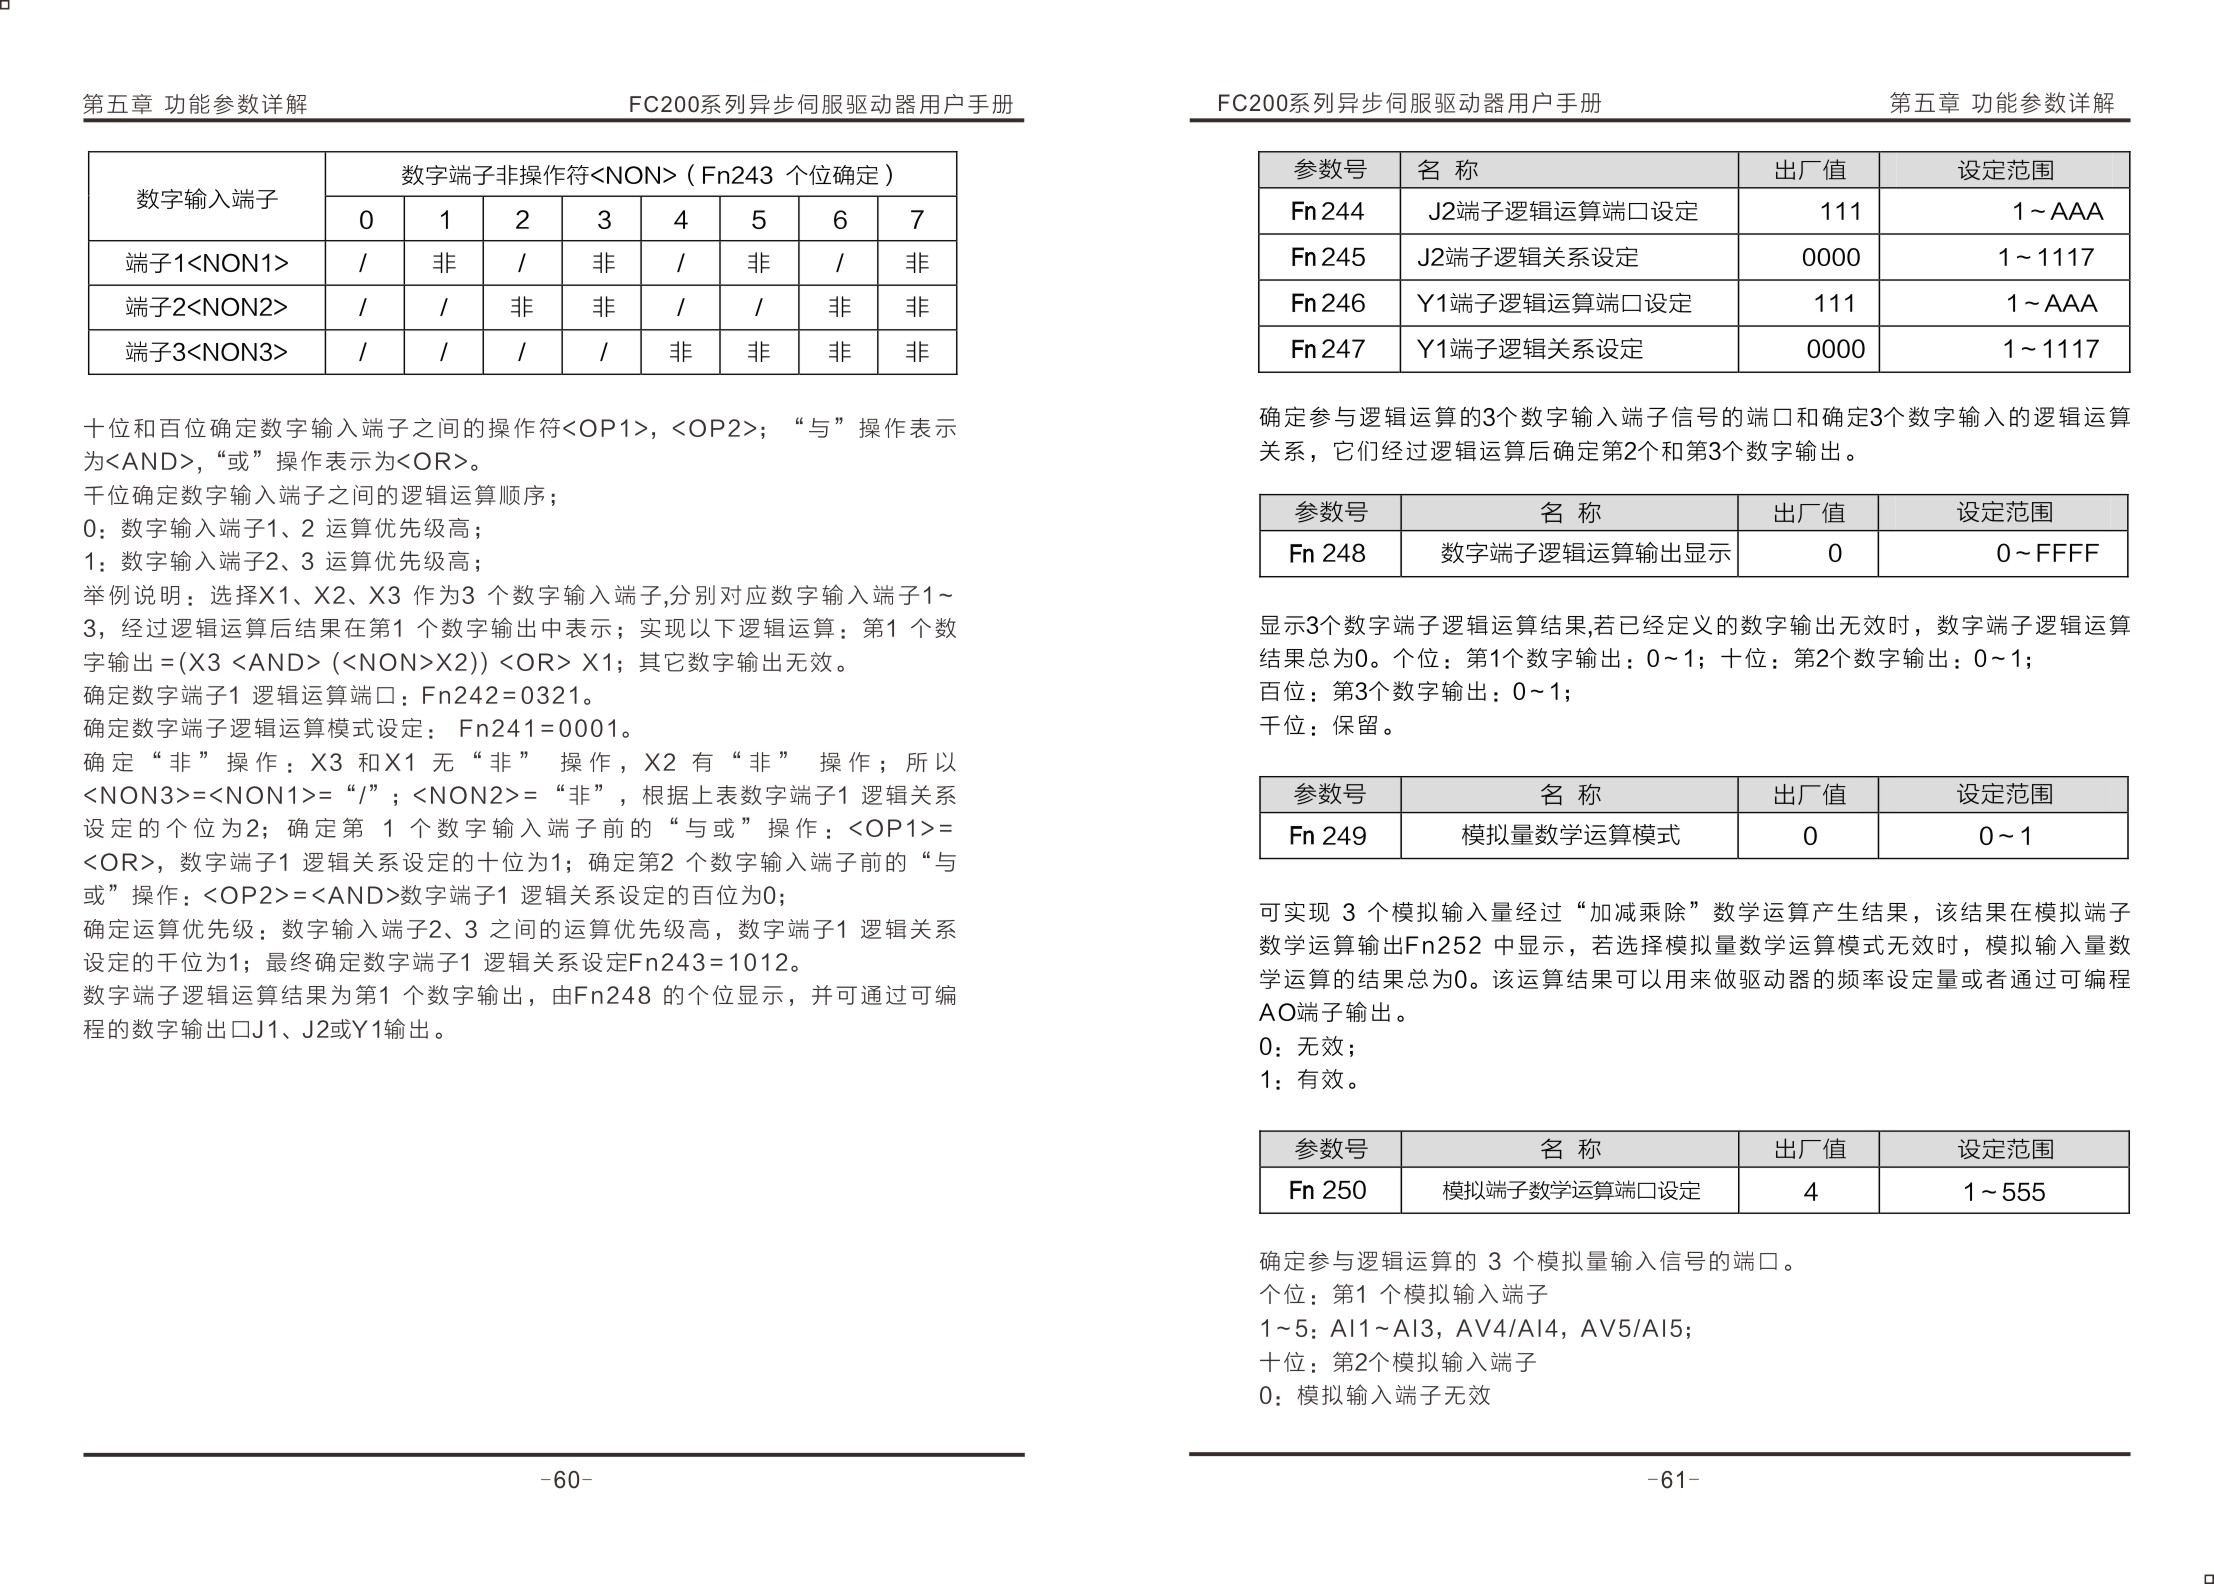 第五章 功能参数详解 FC200系列异步伺服驱动器用户手册
数字输入端子 数字端子非操作符<NON>（Fn243 个位确定）
0 1 2 3 4 5 6 7
端子1<NON1> / 非 / 非 / 非 / 非
端子2<NON2> / / 非 非 / / 非 非
端子3<NON3> / / / / 非 非 非 非
十位和百位确定数字输入端子之间的操作符<OP1>，<OP2>；“与”操作表示
为<AND>，“或”操作表示为<OR>。
千位确定数字输入端子之间的逻辑运算顺序；
0：数字输入端子1、2 运算优先级高；
1：数字输入端子2、3 运算优先级高；
举例说明：选择X1、X2、X3 作为3 个数字输入端子,分别对应数字输入端子1~
3，经过逻辑运算后结果在第1 个数字输出中表示；实现以下逻辑运算：第1 个数
字输出=(X3 <AND> (<NON>X2)) <OR> X1；其它数字输出无效。
确定数字端子1 逻辑运算端口：Fn242=0321。
确定数字端子逻辑运算模式设定： Fn241=0001。
确定“非”操作：X3 和X1 无“非” 操作，X2 有“非” 操作；所以
<NON3>=<NON1>=“/”；<NON2>=“非”，根据上表数字端子1 逻辑关系
设定的个位为2；确定第 1 个数字输入端子前的“与或”操作：<OP1>=
<OR>，数字端子1 逻辑关系设定的十位为1；确定第2 个数字输入端子前的“与
或”操作：<OP2>=<AND>数字端子1 逻辑关系设定的百位为0；
确定运算优先级：数字输入端子2、3 之间的运算优先级高，数字端子1 逻辑关系
设定的千位为1；最终确定数字端子1 逻辑关系设定Fn243=1012。
数字端子逻辑运算结果为第1 个数字输出，由Fn248 的个位显示，并可通过可编
程的数字输出口J1、J2或Y1输出。
-60-
FC200系列异步伺服驱动器用户手册 第五章 功能参数详解
参数号 名 称 出厂值 设定范围
Fn 244 J2端子逻辑运算端口设定 111 1~AAA
Fn 245 J2端子逻辑关系设定 0000 1~1117
Fn 246 Y1端子逻辑运算端口设定 111 1~AAA
Fn 247 Y1端子逻辑关系设定 0000 1~1117
确定参与逻辑运算的3个数字输入端子信号的端口和确定3个数字输入的逻辑运算
关系，它们经过逻辑运算后确定第2个和第3个数字输出。
参数号 名 称 出厂值 设定范围
Fn 248 数字端子逻辑运算输出显示 0 0~FFFF
显示3个数字端子逻辑运算结果,若已经定义的数字输出无效时，数字端子逻辑运算
结果总为0。个位：第1个数字输出：0~1；十位：第2个数字输出：0~1；
百位：第3个数字输出：0~1；
千位：保留。
参数号 名 称 出厂值 设定范围
Fn 249 模拟量数学运算模式 0 0~1
可实现 3 个模拟输入量经过“加减乘除”数学运算产生结果，该结果在模拟端子
数学运算输出Fn252 中显示，若选择模拟量数学运算模式无效时，模拟输入量数
学运算的结果总为0。该运算结果可以用来做驱动器的频率设定量或者通过可编程
AO端子输出。
0：无效；
1：有效。
参数号 名 称 出厂值 设定范围
Fn 250 模拟端子数学运算端口设定 4 1~555
确定参与逻辑运算的 3 个模拟量输入信号的端口。
个位：第1 个模拟输入端子
1~5：AI1~AI3，AV4/AI4，AV5/AI5；
十位：第2个模拟输入端子
0：模拟输入端子无效
-61-